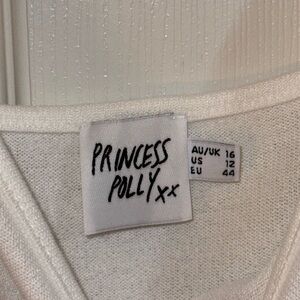 PRINCESS
POLLY xx
AU/UK 16
US 12
EU 44